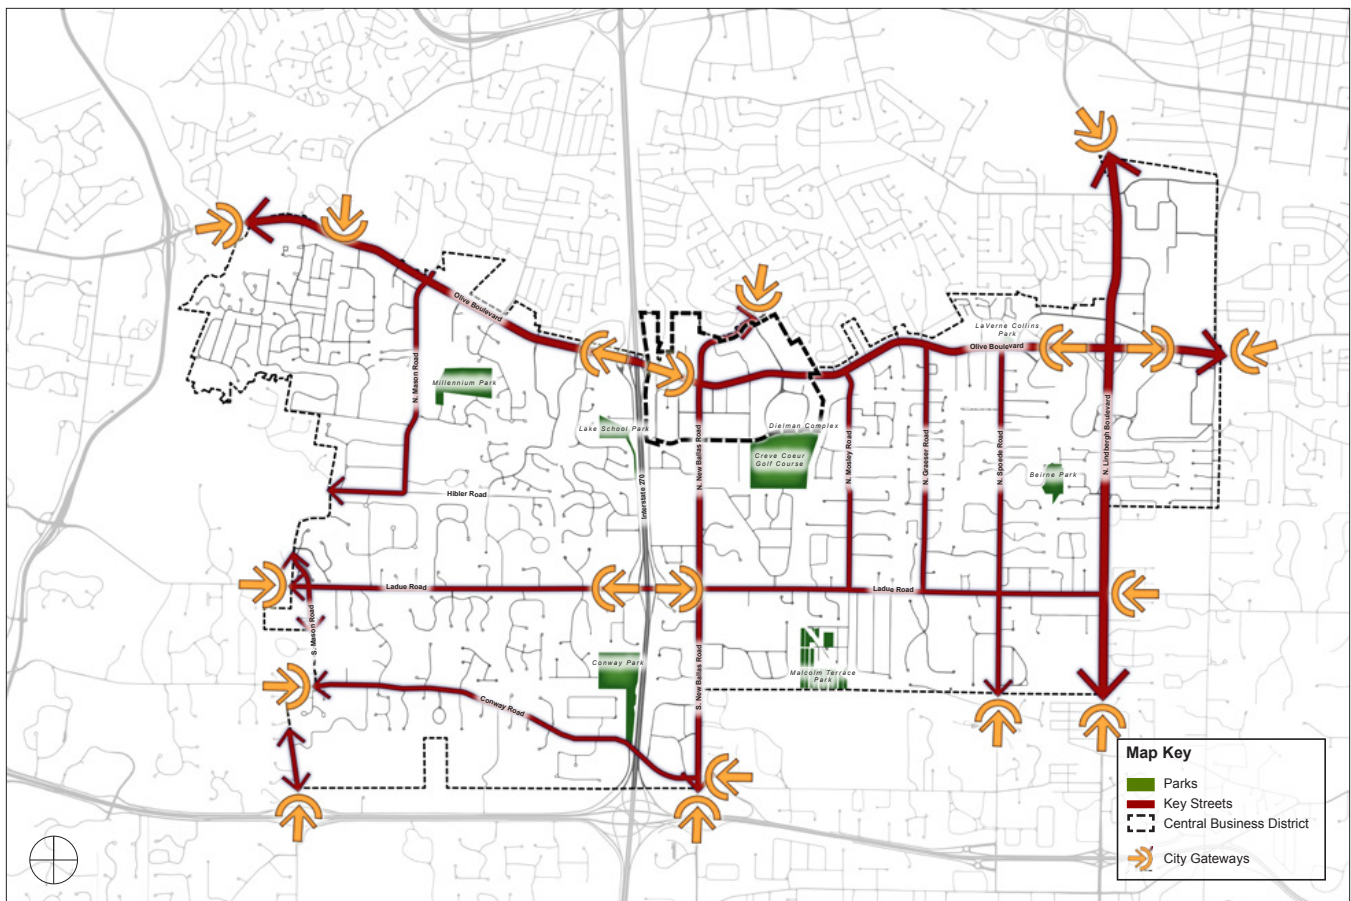 LaVerne Collins
Park
Olive Boulevard
Olive Boulevard
N. Mason Road
Millennium Park
N. Lindbergh Boulevard
Lake School Park
Dielman Complex
Creve Coeur
Golf Course
N. New Ballas Road
N. Mosley Road
N. Graeser Road
N. Spoede Road
Beirne Park
Hibler Road
Interstate 270
Ladue Road
Ladue Road
S. Mason Road
Conway Park
Malcolm Terrace
Park
S. New Ballas Road
Conway Road
Map Key
Parks
Key Streets
Central Business District
City Gateways